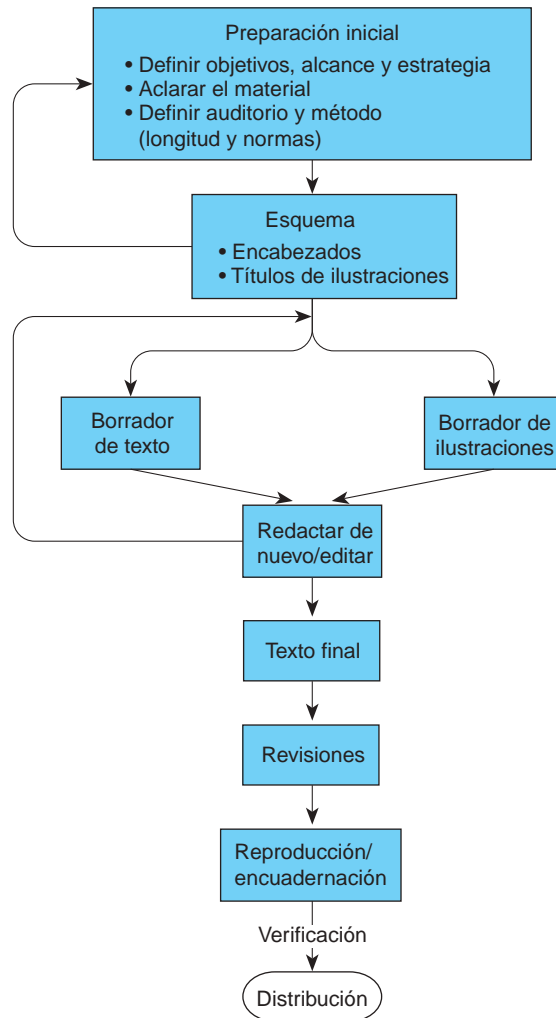 Preparación inicial
• Definir objetivos, alcance y estrategia
• Aclarar el material
• Definir auditorio y método
(longitud y normas)
Esquema
• Encabezados
• Títulos de ilustraciones
Borrador
de texto
Borrador de
ilustraciones
Redactar de
nuevo/editar
Texto final
Revisiones
Reproducción/
encuadernación
Verificación
Distribución